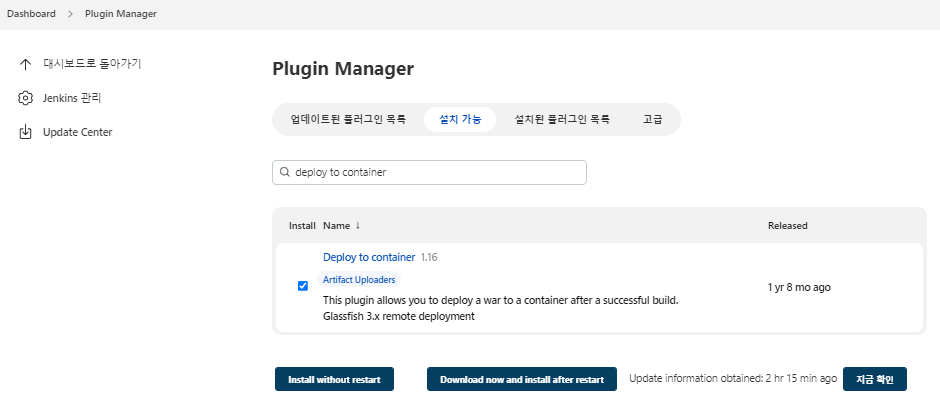 Dashboard > Plugin Manager
대시보드로 돌아가기
Jenkins 관리
Update Center
Plugin Manager
업데이트된 플러그인 목록 설치 가능 설치된 플러그인 목록 고급
deploy to container
Install Name ↓ Released
Deploy to container 1.16
Artifact Uploaders
This plugin allows you to deploy a war to a container after a successful build.
Glassfish 3.x remote deployment
1 yr 8 mo ago
Install without restart Download now and install after restart Update information obtained: 2 hr 15 min ago 지금 확인